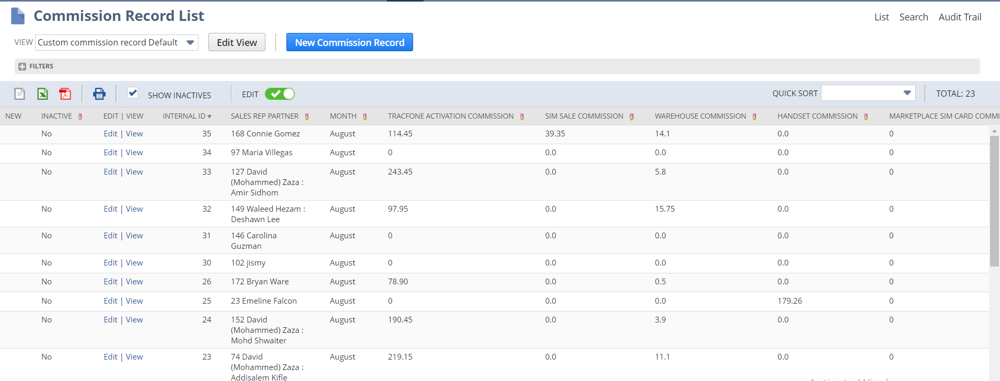 Commission Record List
List Search Audit Trail
VIEW Custom commission record Default Edit View New Commission Record
FILTERS
SHOW INACTIVES EDIT QUICK SORT TOTAL: 23
NEW INACTIVE EDIT | VIEW INTERNAL ID SALES REP PARTNER MONTH TRACFONE ACTIVATION COMMISSION SIM SALE COMMISSION WAREHOUSE COMMISSION HANDSET COMMISSION MARKETPLACE SIM CARD COMMI
No Edit | View 35 168 Connie Gomez August 114.45 39.35 14.1 0.0 0
No Edit | View 34 97 Maria Villegas August 0 0.0 0.0 0.0 0
No Edit | View 33 127 David August 243.45 0.0 5.8 0.0 0
(Mohammed) Zaza :
Amir Sidhom
No Edit | View 32 149 Waleed Hezam : August 97.95 0.0 15.75 0.0 0
Deshawn Lee
No Edit | View 31 146 Carolina August 0 0.0 0.0 0.0 0
Guzman
No Edit | View 30 102 jismy August 0 0.0 0.0 0.0 0
No Edit | View 26 172 Bryan Ware August 78.90 0.0 0.5 0.0 0
No Edit | View 25 23 Emeline Falcon August 0 0.0 0.0 179.26 0
No Edit | View 24 152 David August 190.45 0.0 3.9 0.0 0
(Mohammed) Zaza :
Mohd Shwaiter
No Edit | View 23 74 David August 219.15 0.0 11.1 0.0 0
(Mohammed) Zaza :
Addisalem Kifle